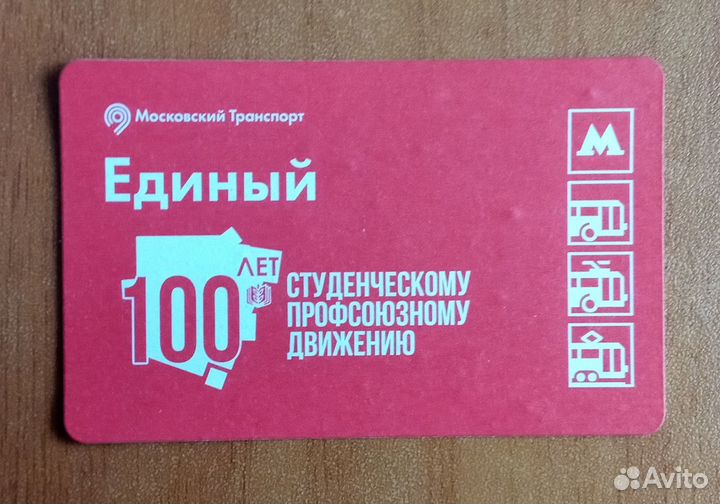 Московский Транспорт
Единый
100 ЛЕТ
СТУДЕНЧЕСКОМУ
ПРОФСОЮЗНОМУ
ДВИЖЕНИЮ
М
Avito